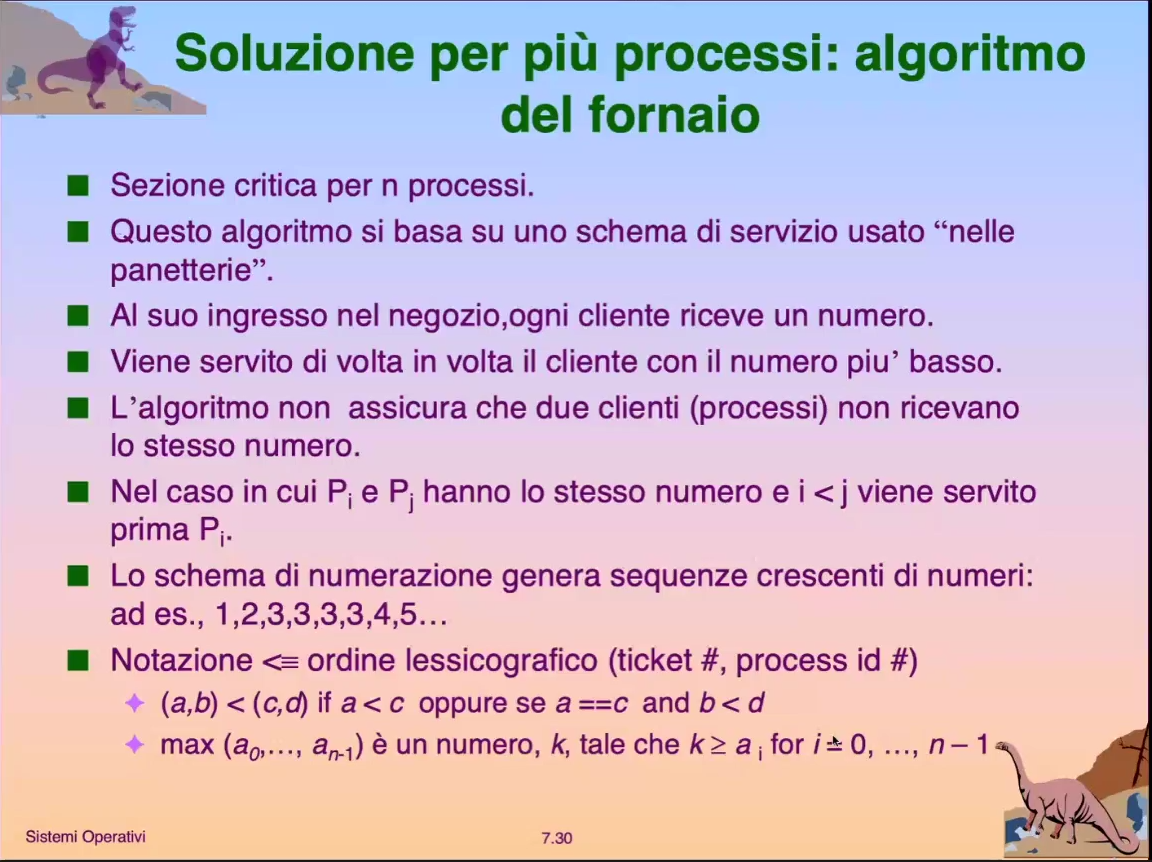 Soluzione per più processi: algoritmo
del fornaio
Sezione critica per n processi.
Questo algoritmo si basa su uno schema di servizio usato “nelle
panetterie”.
Al suo ingresso nel negozio,ogni cliente riceve un numero.
Viene servito di volta in volta il cliente con il numero piu’ basso.
L’algoritmo non assicura che due clienti (processi) non ricevano
lo stesso numero.
Nel caso in cui Pi e Pj hanno lo stesso numero e i < j viene servito
prima Pi.
Lo schema di numerazione genera sequenze crescenti di numeri:
ad es., 1,2,3,3,3,3,4,5…
Notazione <≡ ordine lessicografico (ticket #, process id #)
(a,b) < (c,d) if a < c oppure se a ==c and b < d
max (a0,…, an-1) è un numero, k, tale che k ≥ a i for i = 0, …, n – 1
Sistemi Operativi
7.30